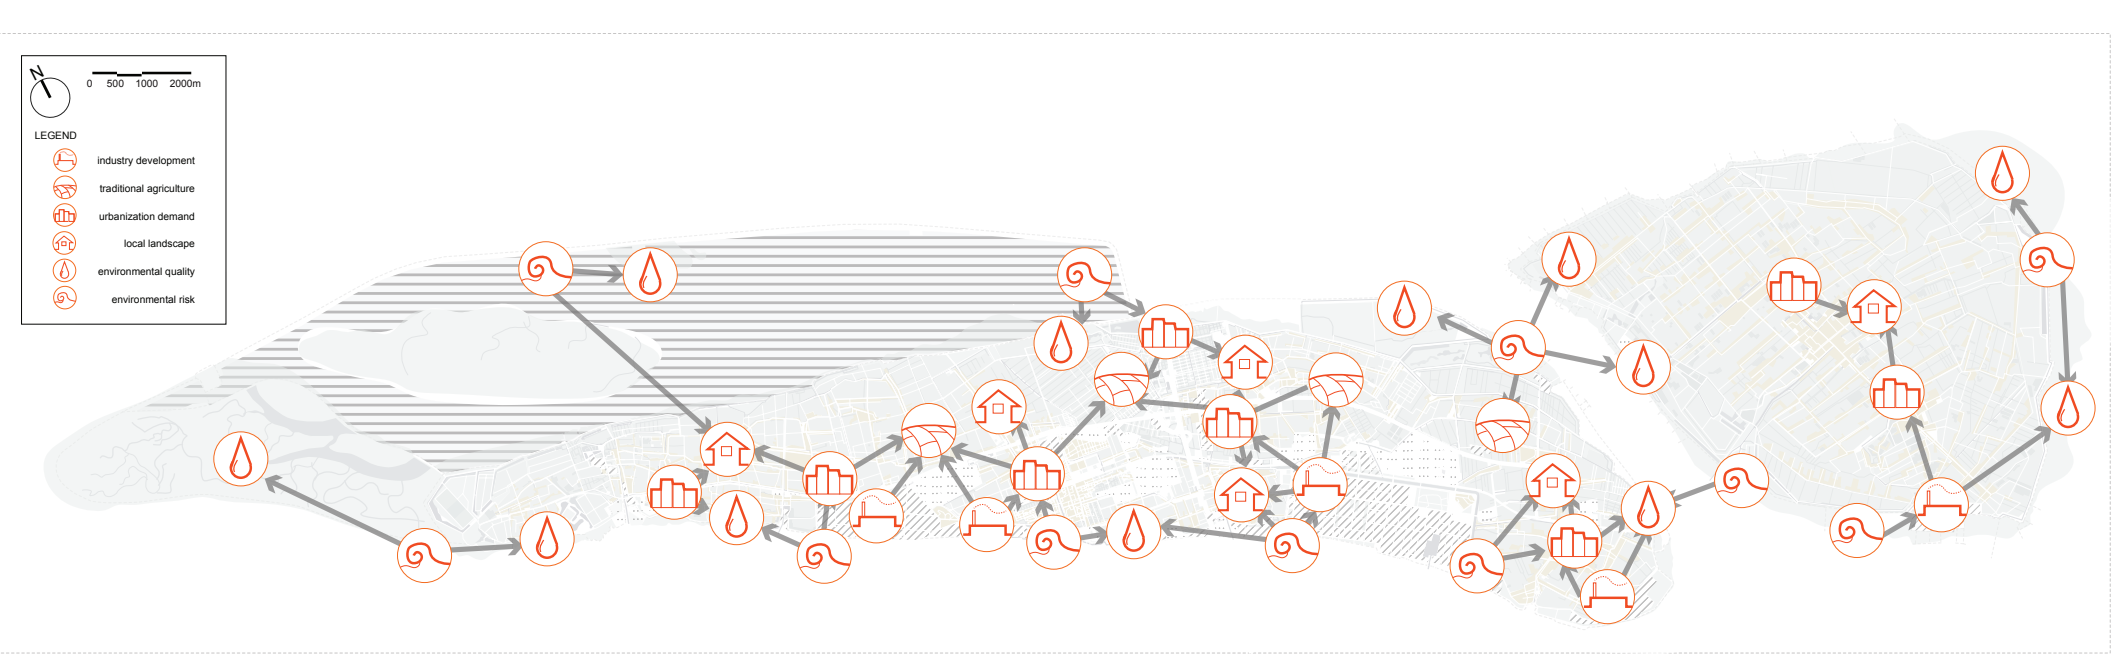 N
0 500 1000 2000m
LEGEND
industry development
traditional agriculture
urbanization demand
local landscape
environmental quality
environmental risk